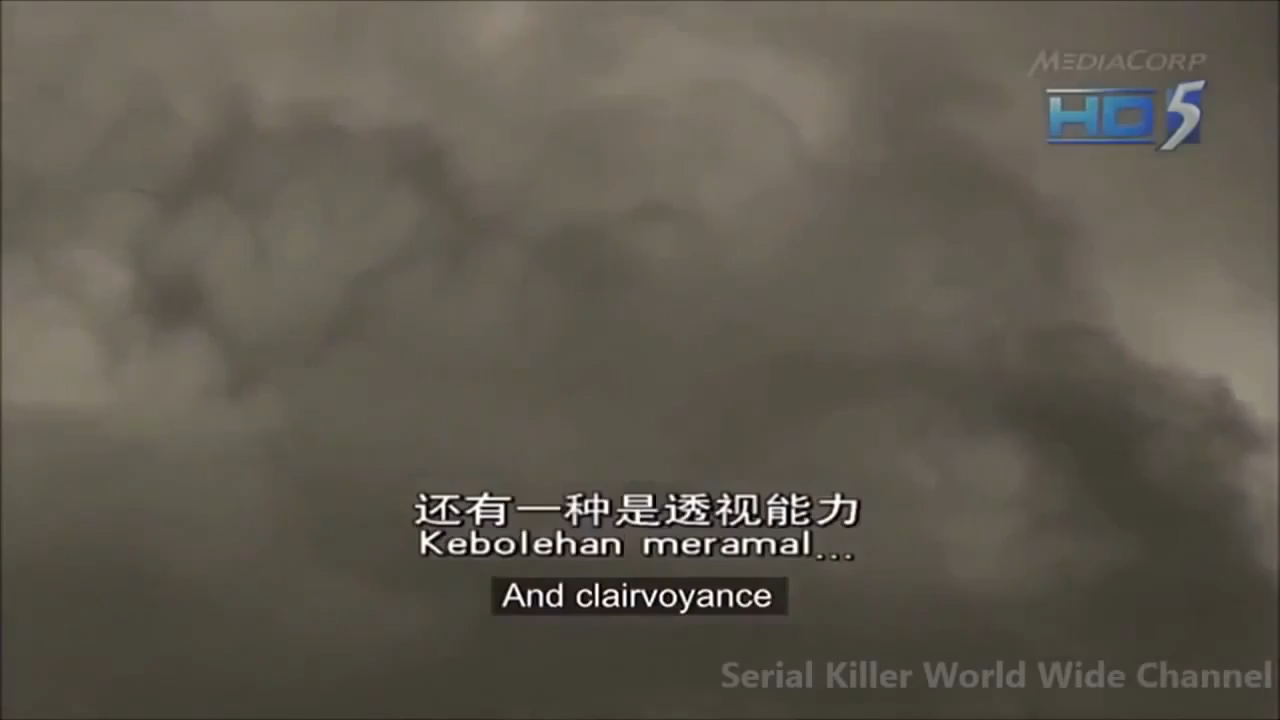 MEDIACORP
HD5
还有一种是透视能力
Kebolehan meramal...
And clairvoyance
Serial Killer World Wide Channel